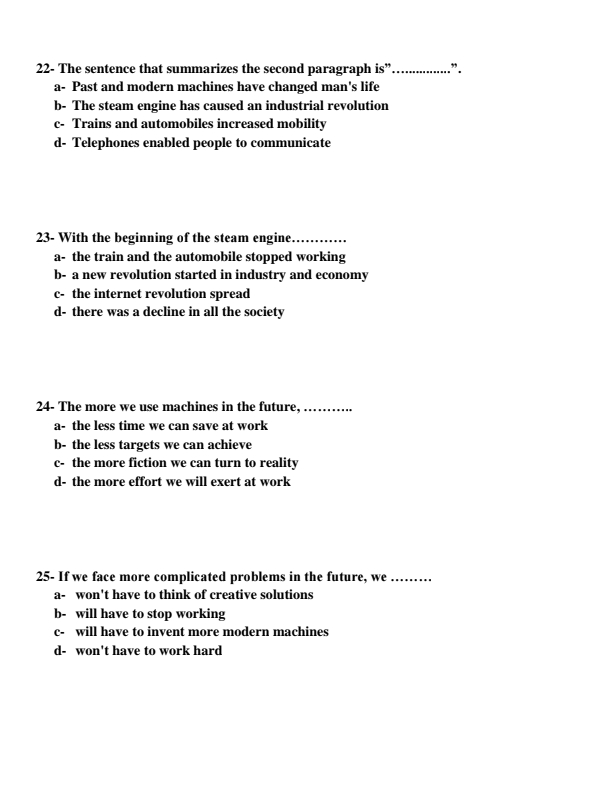 22- The sentence that summarizes the second paragraph is”…............”.
a- Past and modern machines have changed man's life
b- The steam engine has caused an industrial revolution
c- Trains and automobiles increased mobility
d- Telephones enabled people to communicate
23- With the beginning of the steam engine…………
a- the train and the automobile stopped working
b- a new revolution started in industry and economy
c- the internet revolution spread
d- there was a decline in all the society
24- The more we use machines in the future, ………..
a- the less time we can save at work
b- the less targets we can achieve
c- the more fiction we can turn to reality
d- the more effort we will exert at work
25- If we face more complicated problems in the future, we ………
a- won't have to think of creative solutions
b- will have to stop working
c- will have to invent more modern machines
d- won't have to work hard